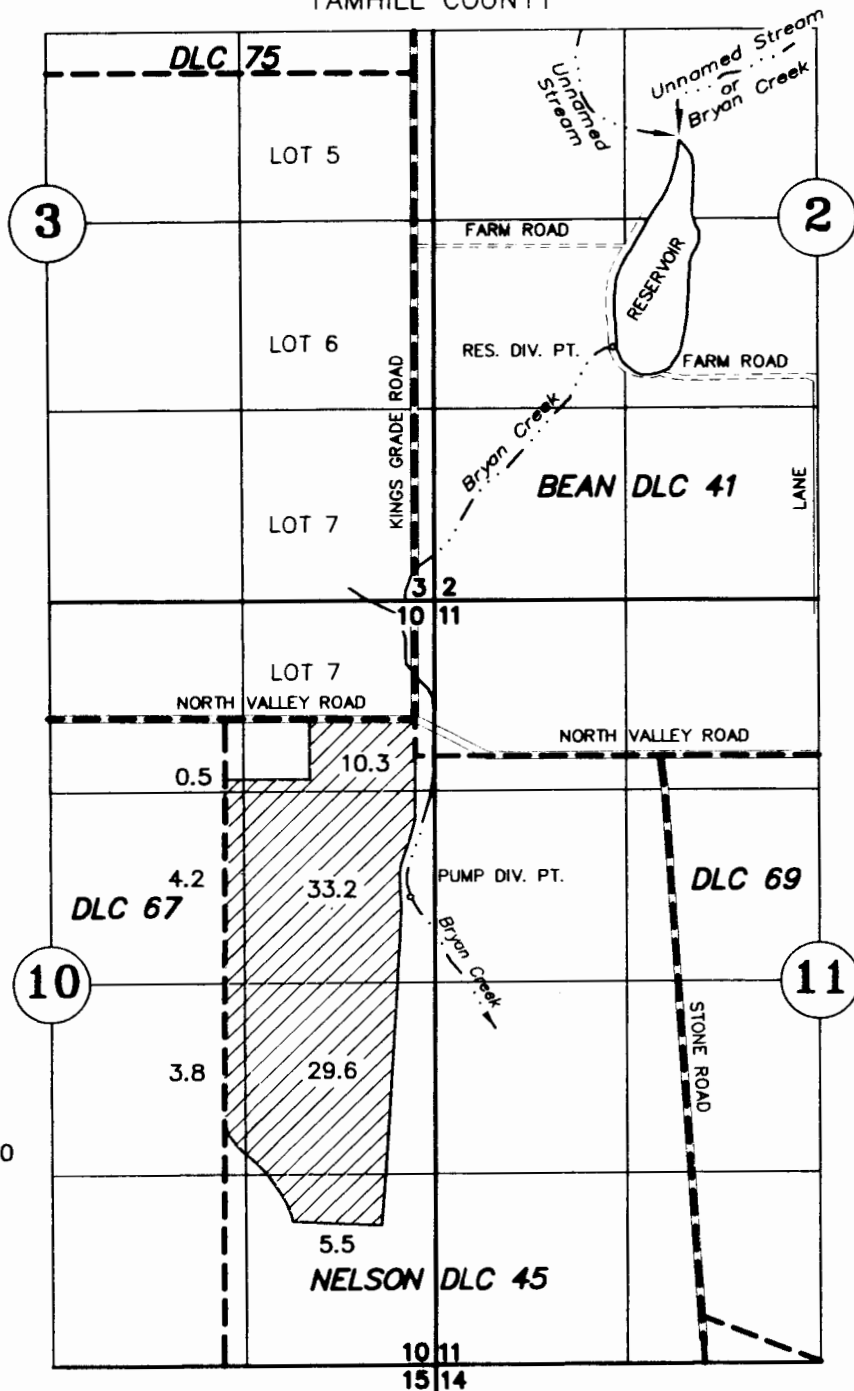 YAMHILL COUNTY
DLC 75
Unnamed Stream
Unnamed Stream
or
Bryan Creek
LOT 5
3
2
FARM ROAD
RESERVOIR
LOT 6
RES. DIV. PT.
FARM ROAD
KINGS GRADE ROAD
Bryan Creek
BEAN DLC 41
LANE
LOT 7
3 2
10 11
LOT 7
NORTH VALLEY ROAD
NORTH VALLEY ROAD
10.3
0.5
4.2
33.2
PUMP DIV. PT.
DLC 69
DLC 67
Bryan Creek
10
11
STONE ROAD
3.8
29.6
0
5.5
NELSON DLC 45
10 11
15 14